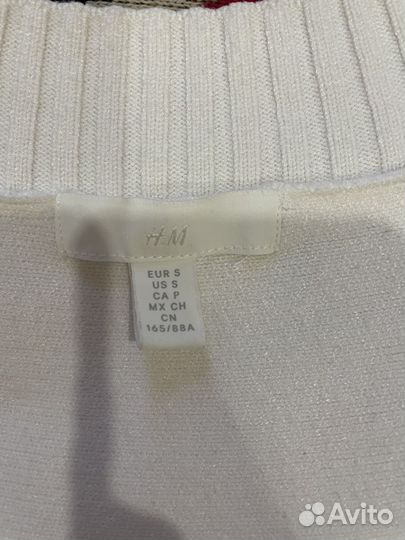 H.M
EUR S
US S
CA P
MX CH
CN
165/88A
Avito